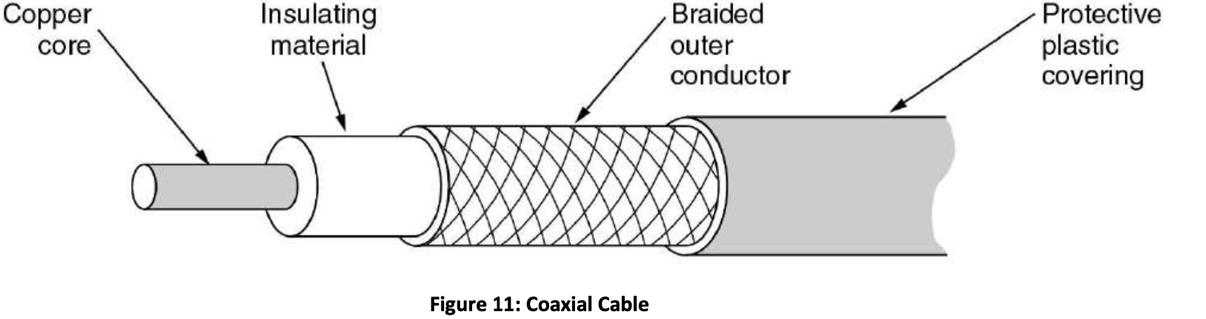 Copper
core
Insulating
material
Braided
outer
conductor
Protective
plastic
covering
Figure 11: Coaxial Cable